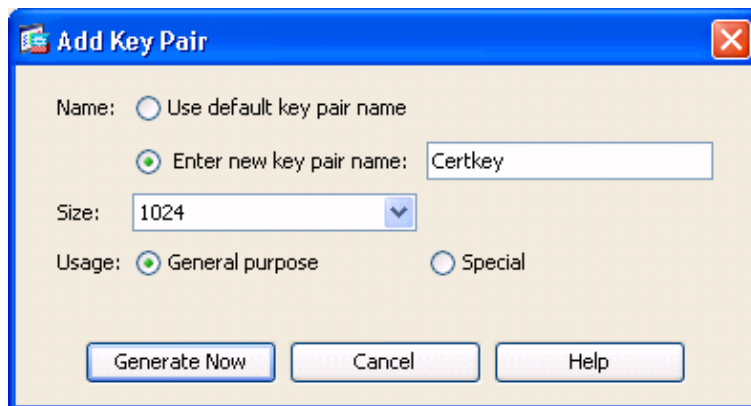 Add Key Pair
Name: Use default key pair name
Enter new key pair name: Certkey
Size: 1024
Usage: General purpose Special
Generate Now Cancel Help